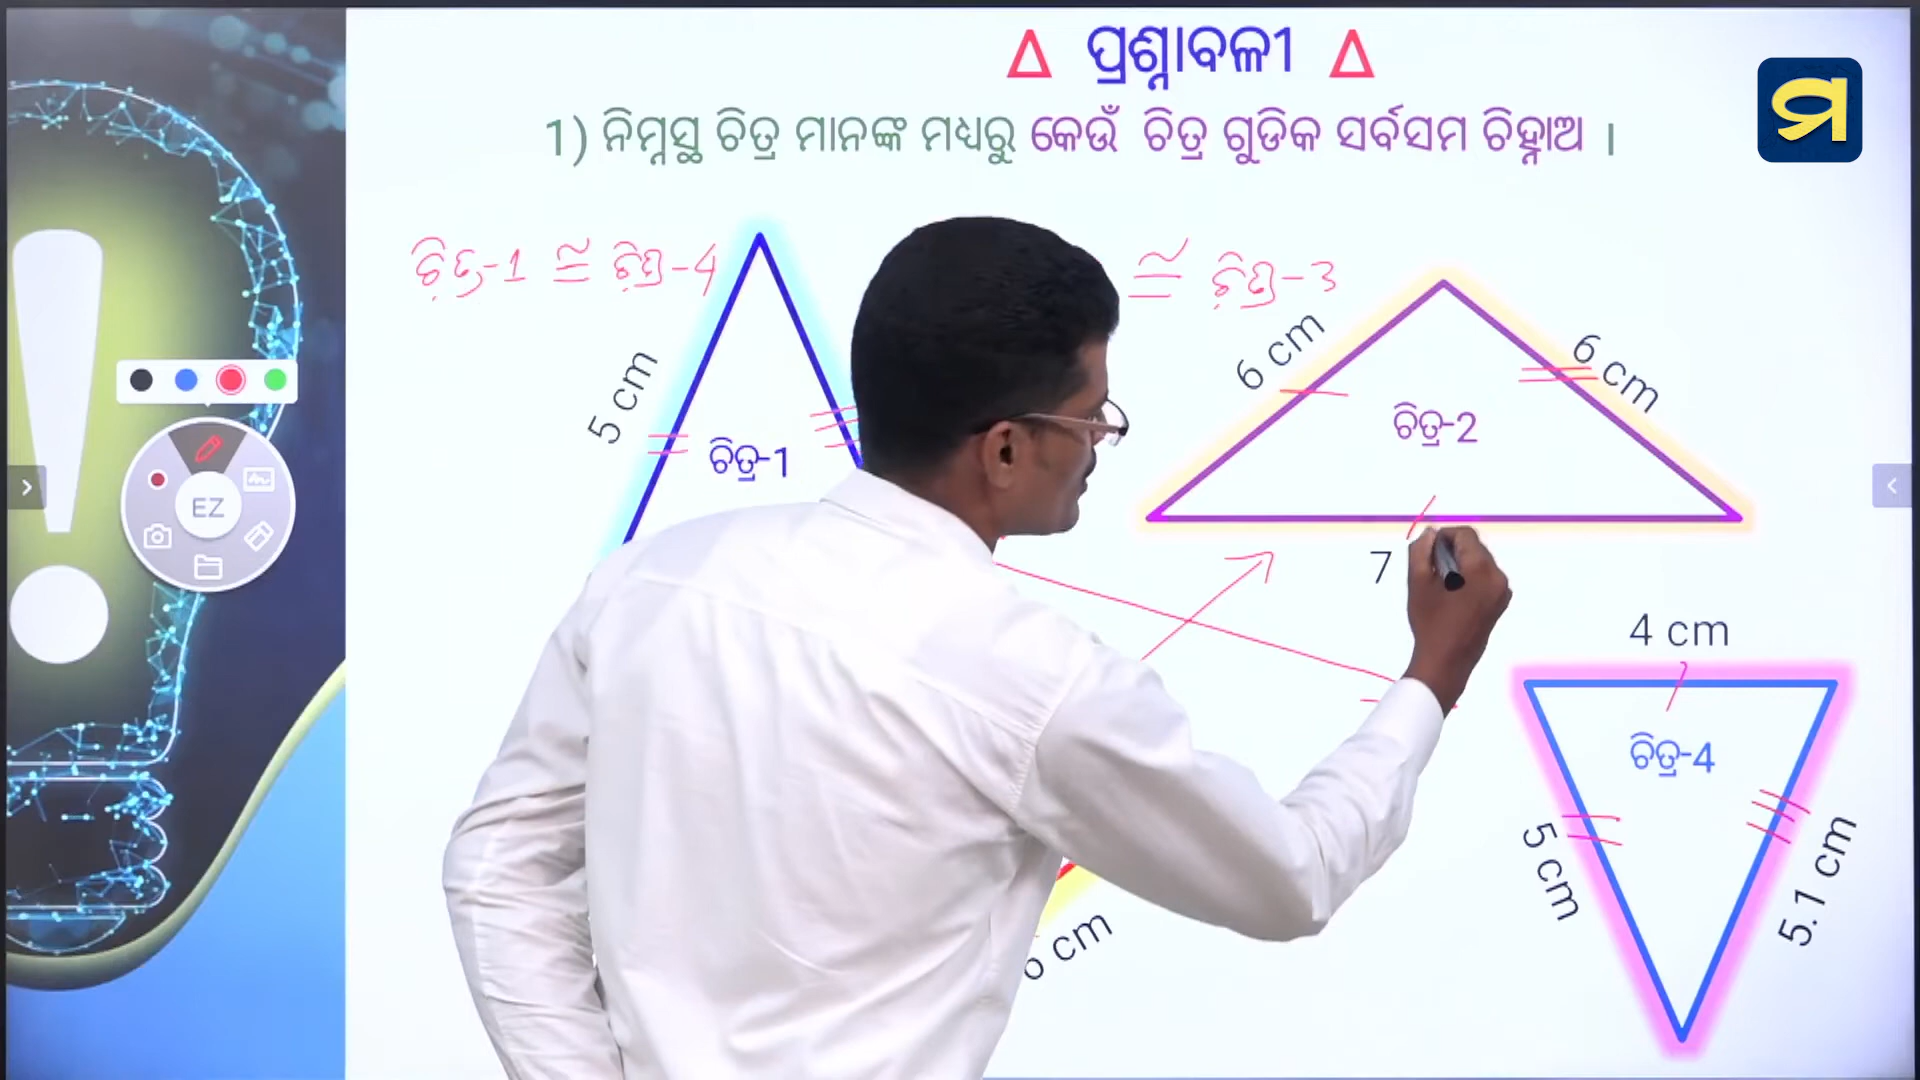 Δ ପ୍ରଶ୍ନାବଳୀ Δ
ମ
1) ନିମ୍ନସ୍ଥ ଚିତ୍ର ମାନଙ୍କ ମଧ୍ୟରୁ କେଉଁ ଚିତ୍ର ଗୁଡିକ ସର୍ବସମ ଚିହ୍ନାଅ ।
ଚିତ୍ର-1 ≅ ଚିତ୍ର-4
≅ ଚିତ୍ର-3
5 cm
ଚିତ୍ର-1
6 cm
6 cm
ଚିତ୍ର-2
7
EZ
4 cm
ଚିତ୍ର-4
5 cm
5.1 cm
6 cm